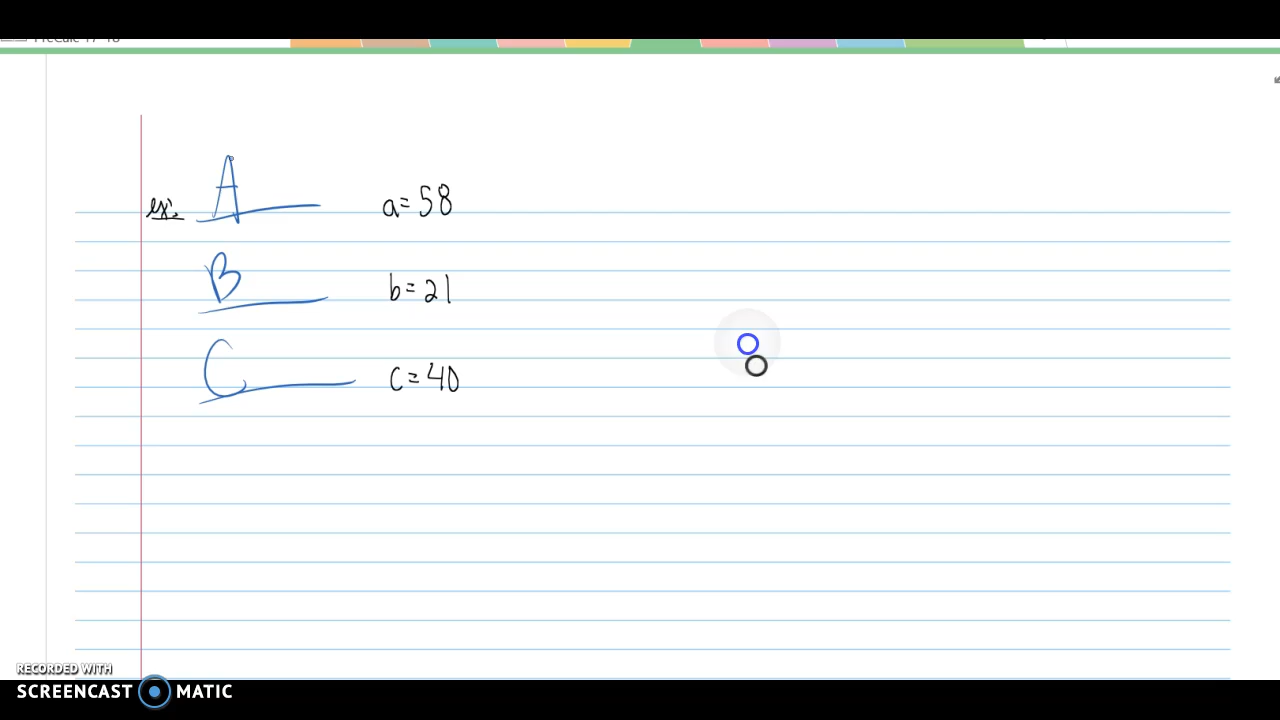 ex: A a = 58
B b = 21
C c = 40
RECORDED WITH
SCREENCAST MATIC